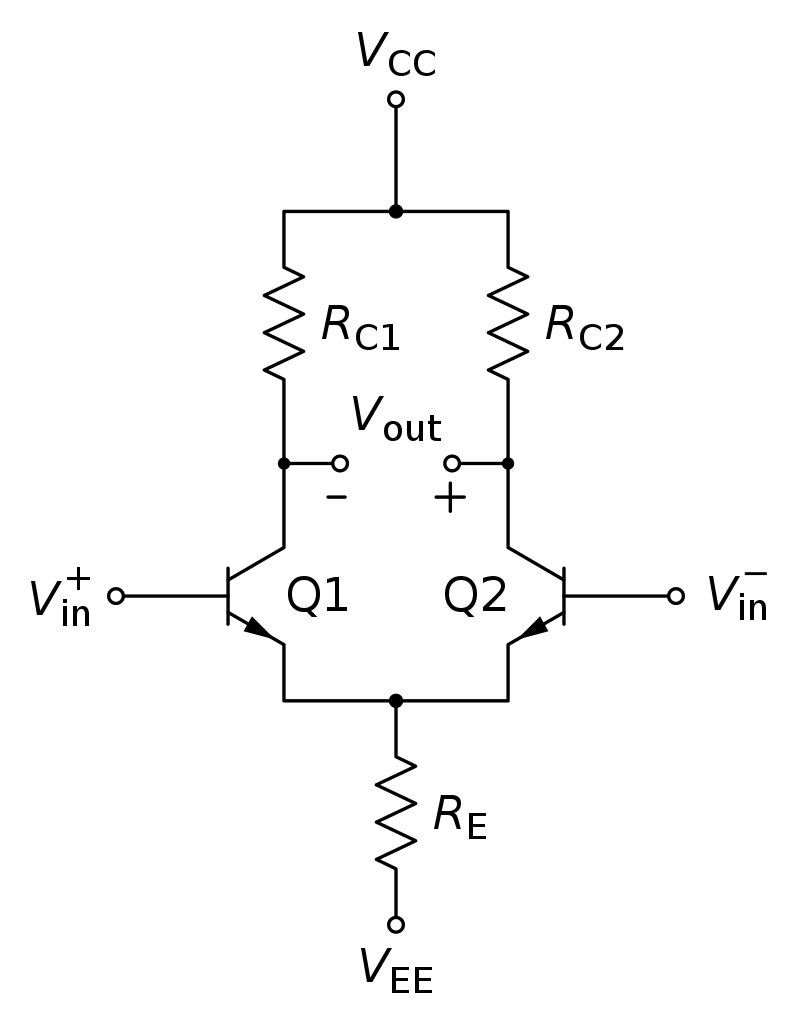 VCC
RC1
RC2
Vout
− +
Vin+
Q1
Q2
Vin−
RE
VEE